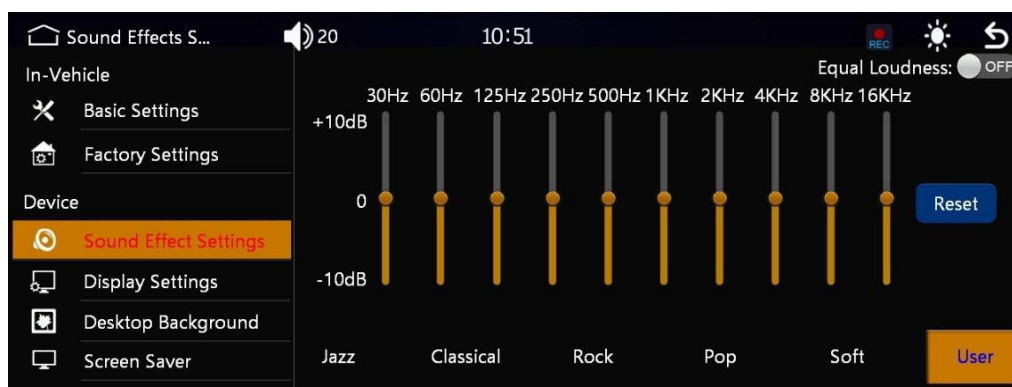 Sound Effects S...
20
10:51
REC
In-Vehicle
Basic Settings
Factory Settings
Device
Sound Effect Settings
Display Settings
Desktop Background
Screen Saver
Equal Loudness: OFF
30Hz 60Hz 125Hz 250Hz 500Hz 1KHz 2KHz 4KHz 8KHz 16KHz
+10dB
0
-10dB
Reset
Jazz Classical Rock Pop Soft User